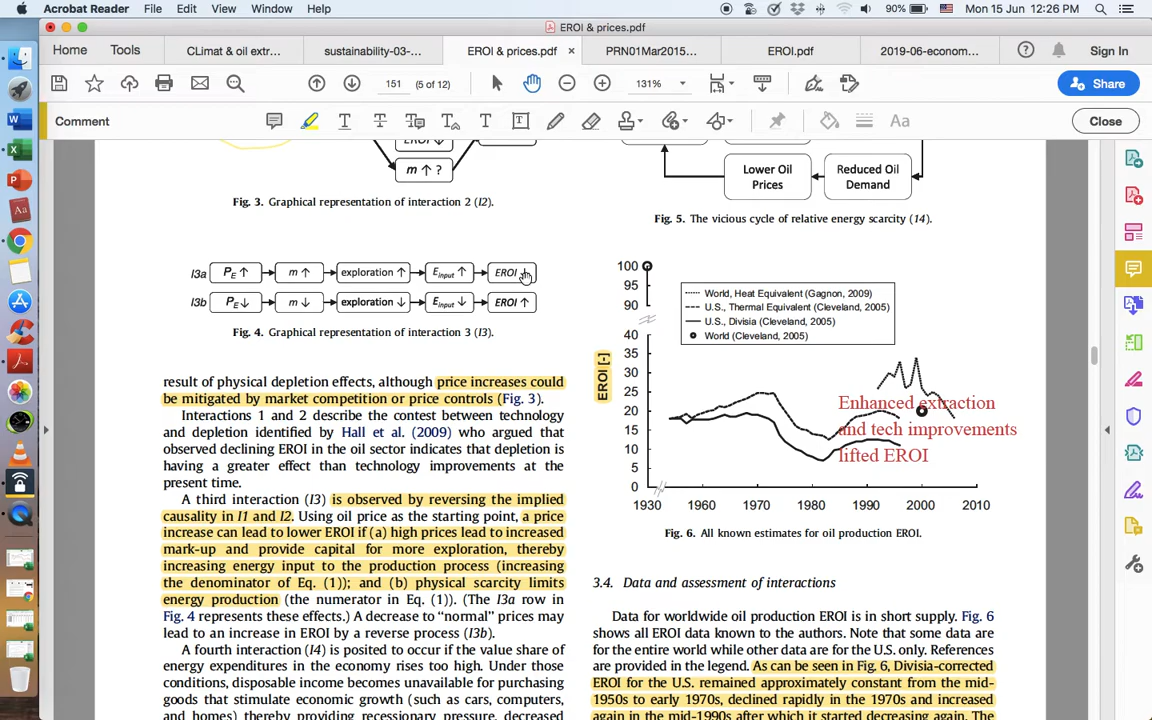 Acrobat Reader File Edit View Window Help 90% Mon 15 Jun 12:26 PM
EROI & prices.pdf
Home Tools CLimat & oil extr... sustainability-03-... EROI & prices.pdf × PRN01Mar2015... EROI.pdf 2019-06-econom... Sign In
151 (5 of 12) 131% Share
Comment Close
EROI ↓
m ↑ ?
Fig. 3. Graphical representation of interaction 2 (I2).
I3a PE ↑ m ↑ exploration ↑ Einput ↑ EROI ↓
I3b PE ↓ m ↓ exploration ↓ Einput ↓ EROI ↑
Fig. 4. Graphical representation of interaction 3 (I3).
result of physical depletion effects, although price increases could
be mitigated by market competition or price controls (Fig. 3).
Interactions 1 and 2 describe the contest between technology
and depletion identified by Hall et al. (2009) who argued that
observed declining EROI in the oil sector indicates that depletion is
having a greater effect than technology improvements at the
present time.
A third interaction (I3) is observed by reversing the implied
causality in I1 and I2. Using oil price as the starting point, a price
increase can lead to lower EROI if (a) high prices lead to increased
mark-up and provide capital for more exploration, thereby
increasing energy input to the production process (increasing
the denominator of Eq. (1)); and (b) physical scarcity limits
energy production (the numerator in Eq. (1)). (The I3a row in
Fig. 4 represents these effects.) A decrease to “normal” prices may
lead to an increase in EROI by a reverse process (I3b).
A fourth interaction (I4) is posited to occur if the value share of
energy expenditures in the economy rises too high. Under those
conditions, disposable income becomes unavailable for purchasing
goods that stimulate economic growth (such as cars, computers,
and homes) thereby providing recessionary pressure, decreased
Lower Oil
Prices
Reduced Oil
Demand
Fig. 5. The vicious cycle of relative energy scarcity (14).
100
95
90
40
35
30
25
20
15
10
5
0
EROI [-]
World, Heat Equivalent (Gagnon, 2009)
U.S., Thermal Equivalent (Cleveland, 2005)
U.S., Divisia (Cleveland, 2005)
World (Cleveland, 2005)
Enhanced extraction
and tech improvements
lifted EROI
1930 1960 1970 1980 1990 2000 2010
Fig. 6. All known estimates for oil production EROI.
3.4. Data and assessment of interactions
Data for worldwide oil production EROI is in short supply. Fig. 6
shows all EROI data known to the authors. Note that some data are
for the entire world while other data are for the U.S. only. References
are provided in the legend. As can be seen in Fig. 6, Divisia-corrected
EROI for the U.S. remained approximately constant from the mid-
1950s to early 1970s, declined rapidly in the 1970s and increased
again in the mid-1990s after which it started decreasing again. The